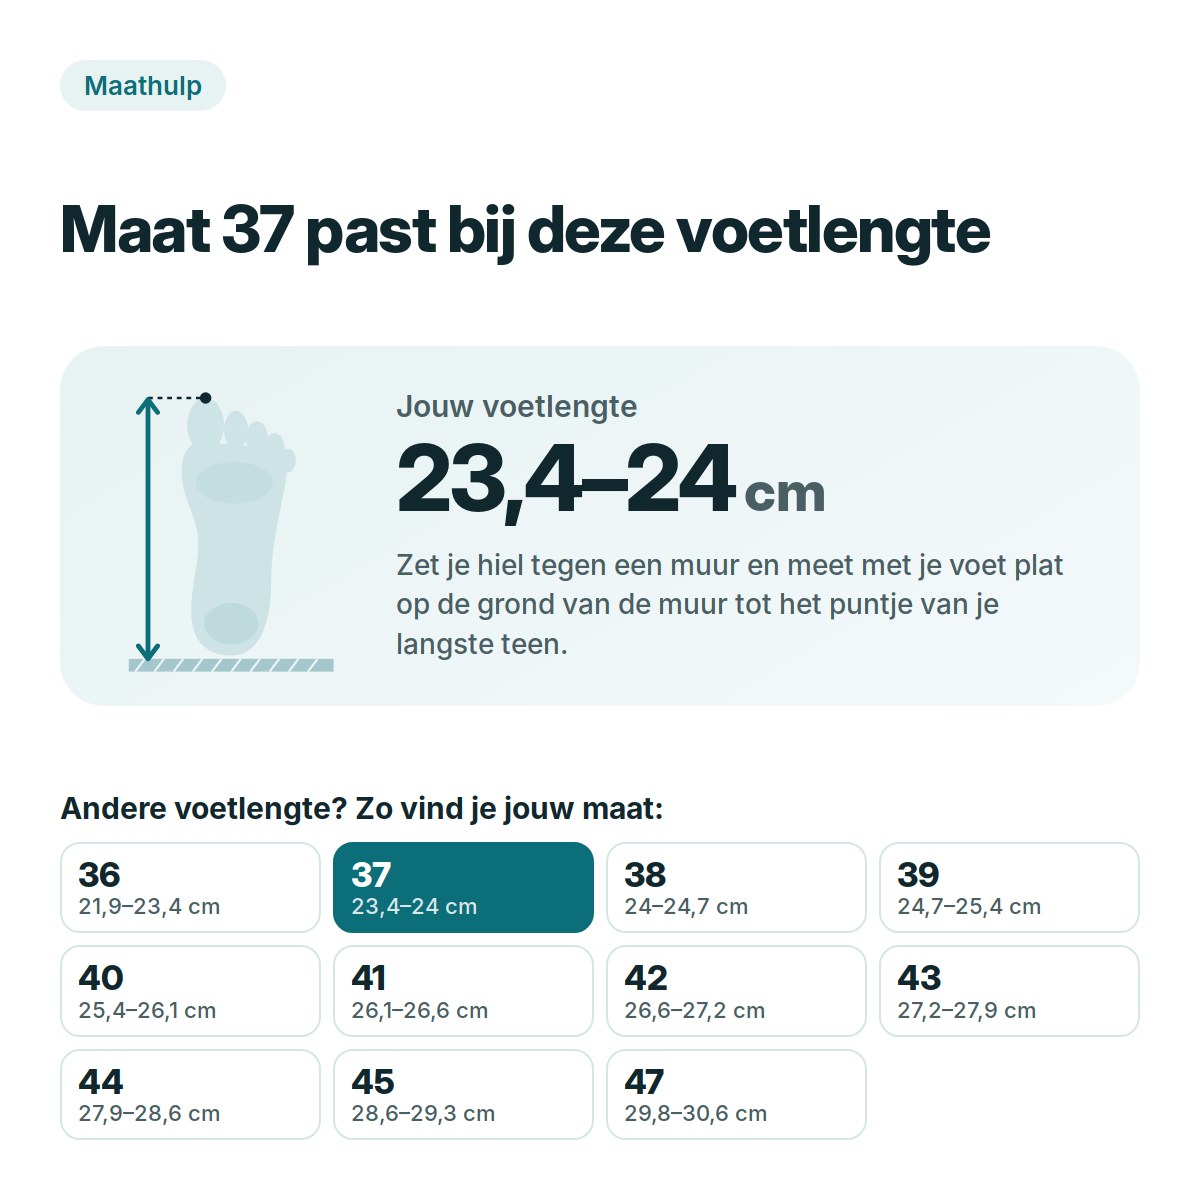 Maathulp
Maat 37 past bij deze voetlengte
Jouw voetlengte
23,4–24 cm
Zet je hiel tegen een muur en meet met je voet plat
op de grond van de muur tot het puntje van je
langste teen.
Andere voetlengte? Zo vind je jouw maat:
36
21,9–23,4 cm
37
23,4–24 cm
38
24–24,7 cm
39
24,7–25,4 cm
40
25,4–26,1 cm
41
26,1–26,6 cm
42
26,6–27,2 cm
43
27,2–27,9 cm
44
27,9–28,6 cm
45
28,6–29,3 cm
47
29,8–30,6 cm